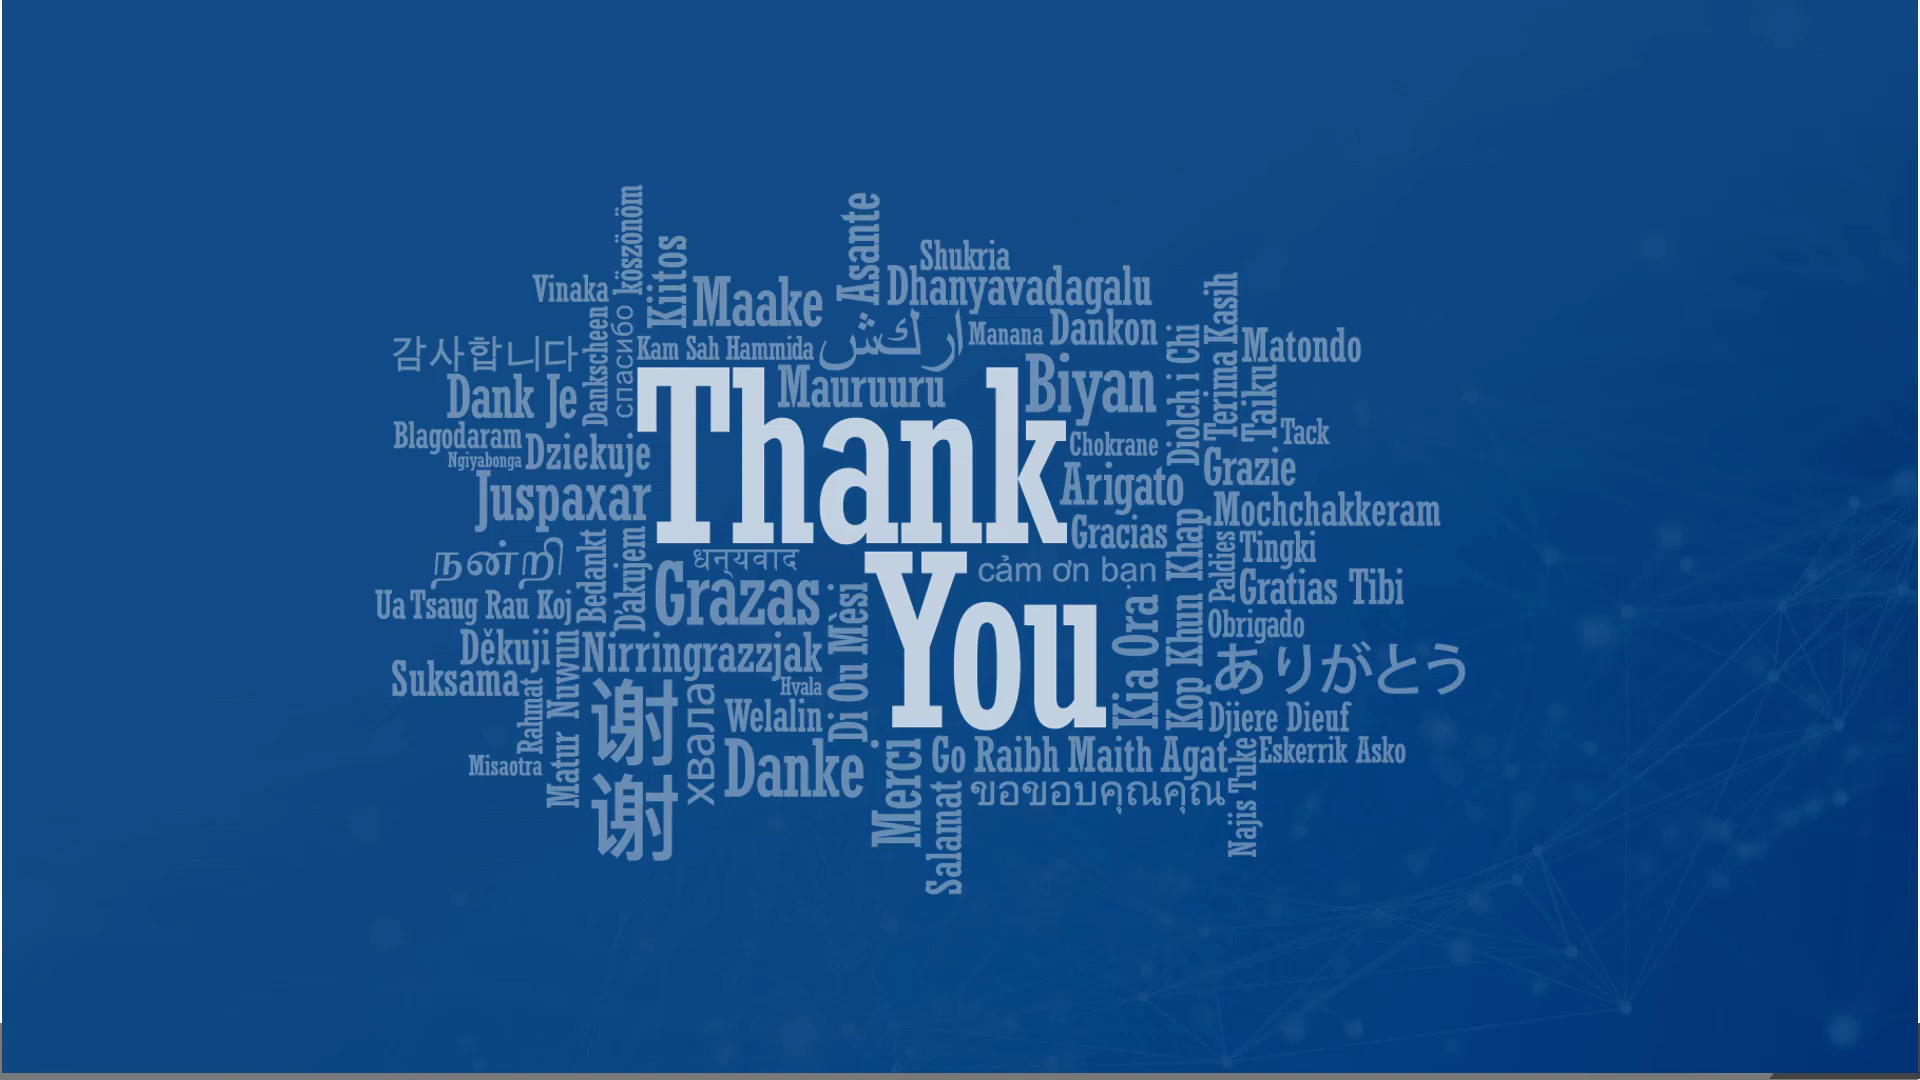 köszönöm
Asante
Kiitos
Shukria
Vinaka
Maake
Dhanyavadagalu
Terima Kasih
спасибо
Dankscheen
Manana
Dankon
Diolch i Chi
Matondo
감사합니다
Kam Sah Hammida
Mauruuru
Biyan
Taiku
Dank Je
Thank
Tack
Blagodaram
Dziekuje
Chokrane
Ngiyabonga
Grazie
Juspaxar
Arigato
Mochchakkeram
Gracias
நன்றி
Bedankt
D'akujem
धन्यवाद
You
cảm ơn bạn
Kop Khun Khap
Paldies
Tingki
Grazas
Gratias Tibi
Ua Tsaug Rau Koj
Di Ou Mèsi
Kia Ora
Obrigado
Děkuji
Nirringrazzjak
ありがとう
Suksama
Rahmat
Matur Nuwun
谢
谢
хвала
Hvala
Welalin
Djiere Dieuf
Misaotra
Danke
Merci
Go Raibh Maith Agat
Najis Tuke
Eskerrik Asko
ขอขอบคุณคุณ
Salamat